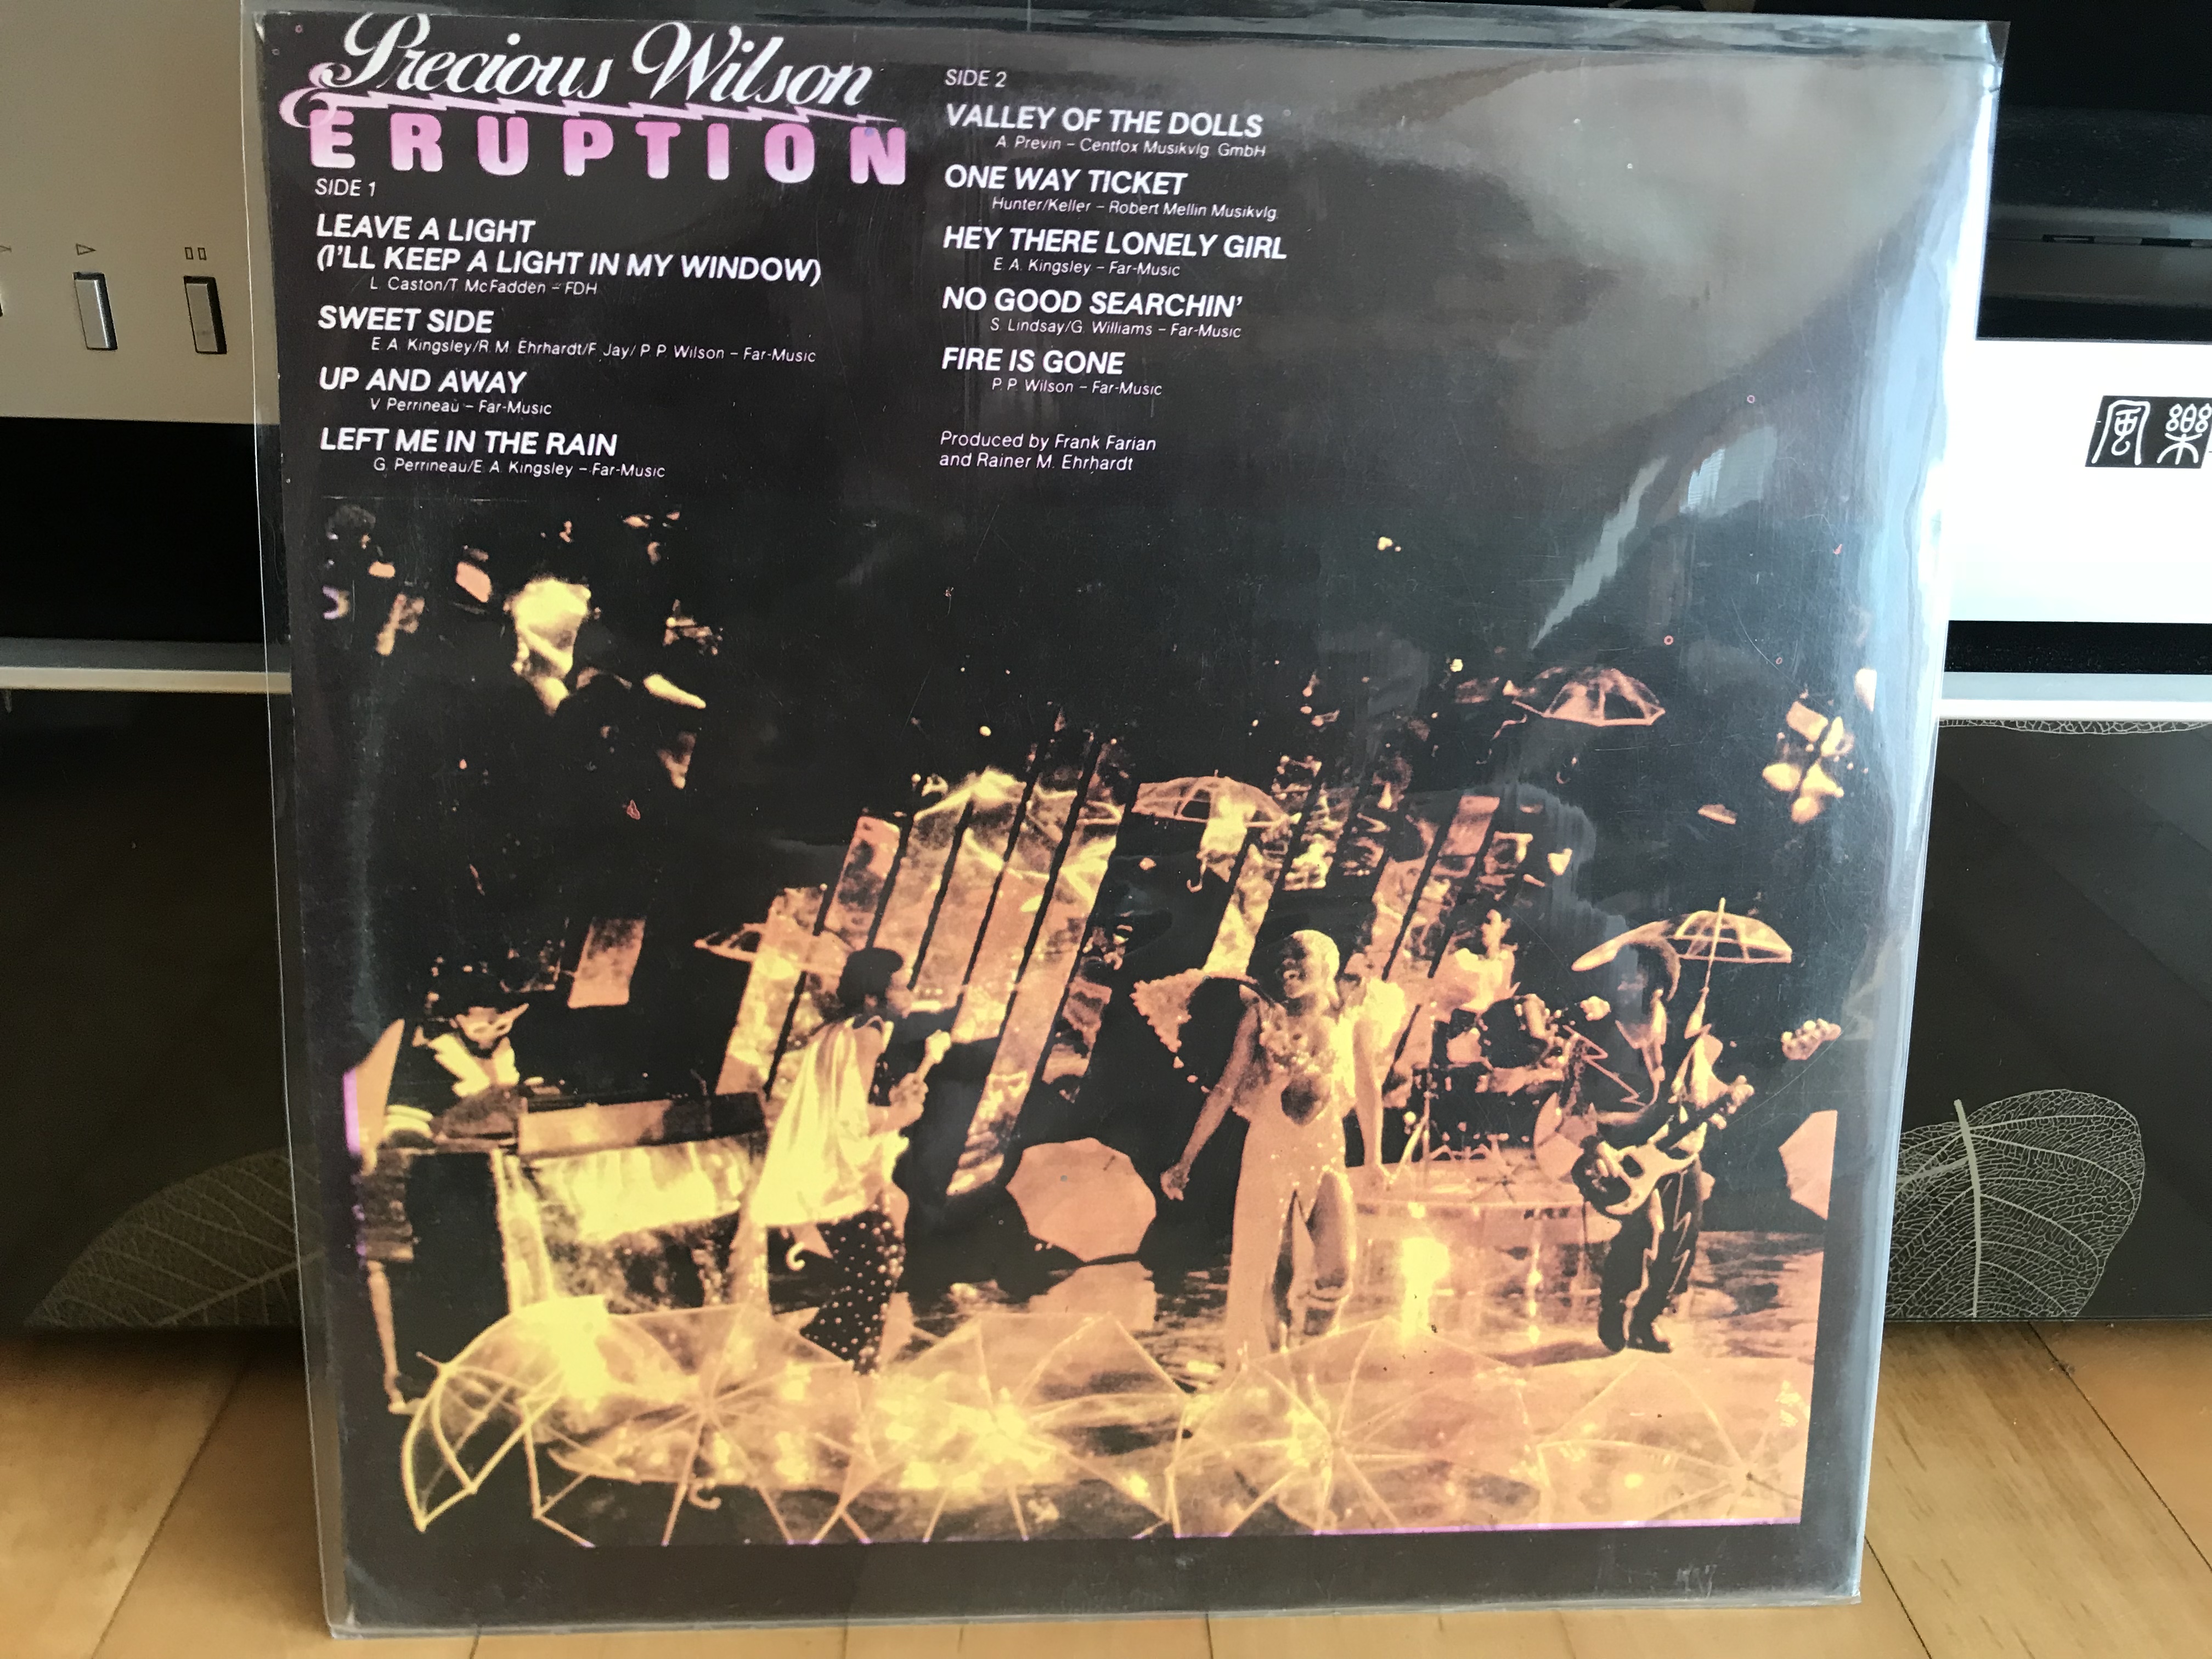 Precious Wilson
ERUPTION
SIDE 1
LEAVE A LIGHT
(I'LL KEEP A LIGHT IN MY WINDOW)
L. Caston/T. McFadden – FDH
SWEET SIDE
E. A. Kingsley/R. M. Ehrhardt/F. Jay/ P. P. Wilson – Far-Music
UP AND AWAY
V. Perrineau – Far-Music
LEFT ME IN THE RAIN
G. Perrineau/E. A. Kingsley – Far-Music
SIDE 2
VALLEY OF THE DOLLS
A. Previn – Centfox Musikvlg. GmbH
ONE WAY TICKET
Hunter/Keller – Robert Mellin Musikvlg.
HEY THERE LONELY GIRL
E. A. Kingsley – Far-Music
NO GOOD SEARCHIN'
S. Lindsay/G. Williams – Far-Music
FIRE IS GONE
P. P. Wilson – Far-Music
Produced by Frank Farian
and Rainer M. Ehrhardt
風樂